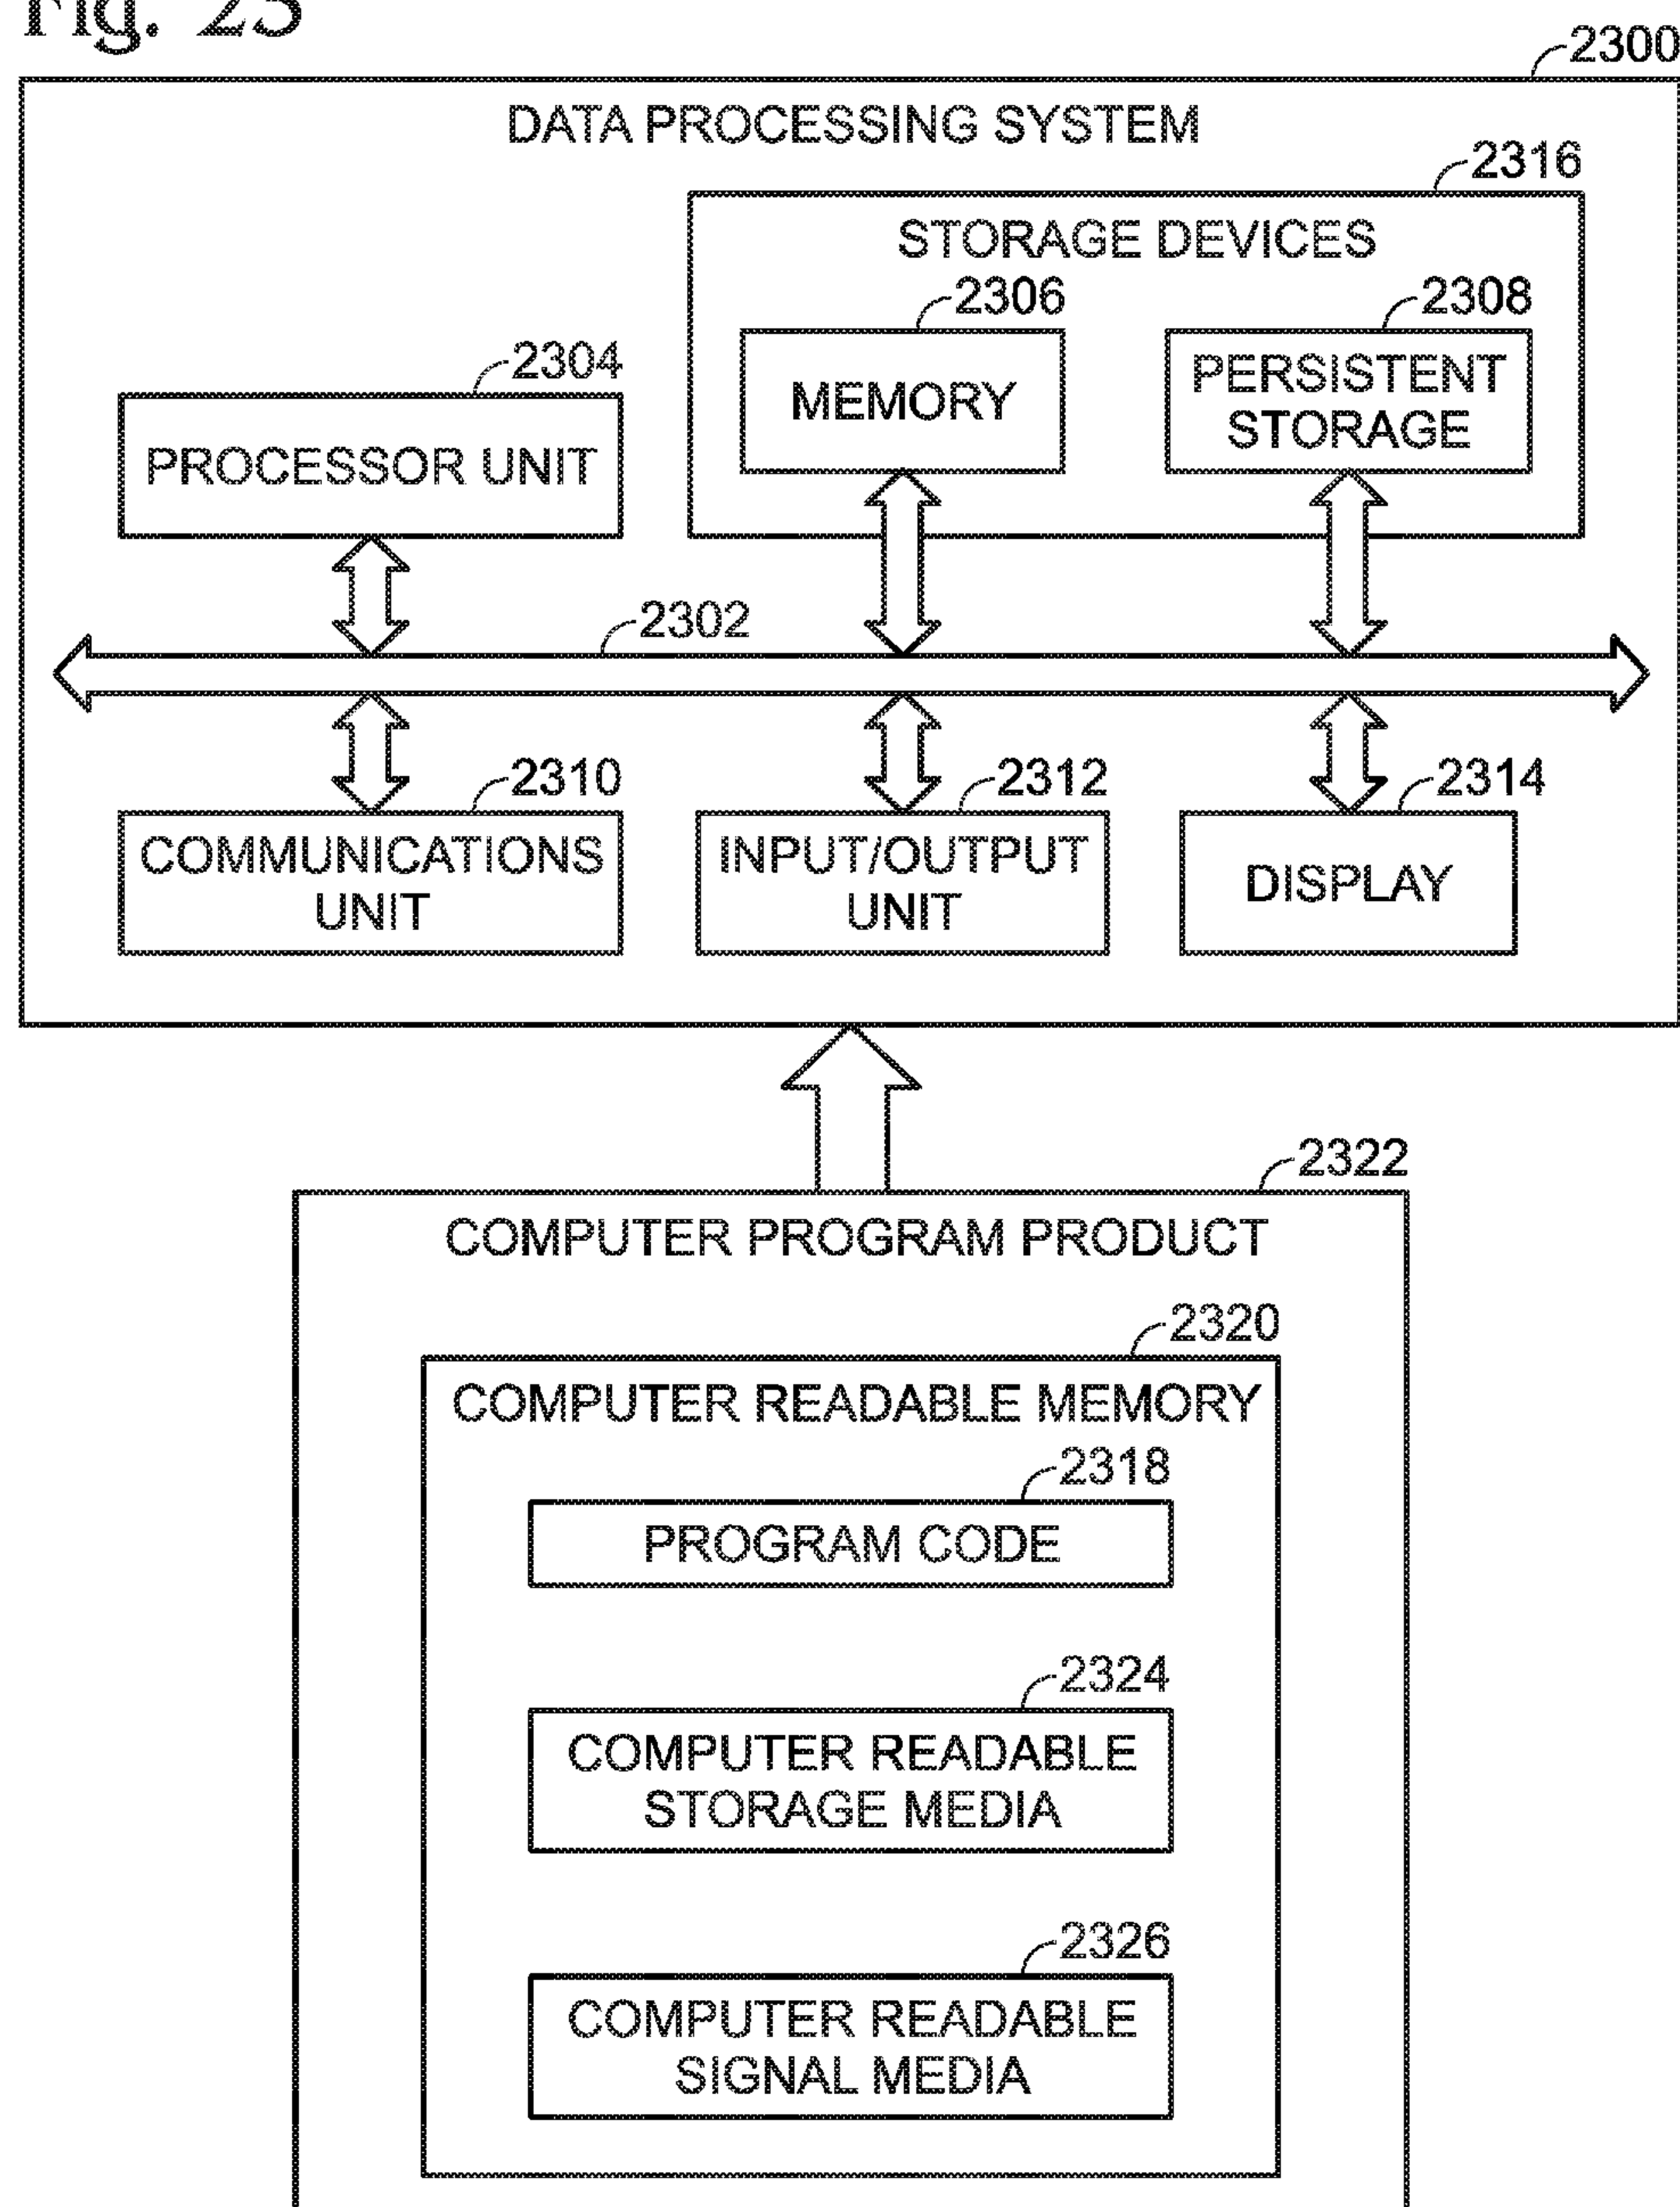 Fig. 23
2300
DATA PROCESSING SYSTEM
2316
STORAGE DEVICES
2306
2308
2304
MEMORY
PERSISTENT
STORAGE
PROCESSOR UNIT
2302
2310
2312
2314
COMMUNICATIONS
UNIT
INPUT/OUTPUT
UNIT
DISPLAY
2322
COMPUTER PROGRAM PRODUCT
2320
COMPUTER READABLE MEMORY
2318
PROGRAM CODE
2324
COMPUTER READABLE
STORAGE MEDIA
2326
COMPUTER READABLE
SIGNAL MEDIA